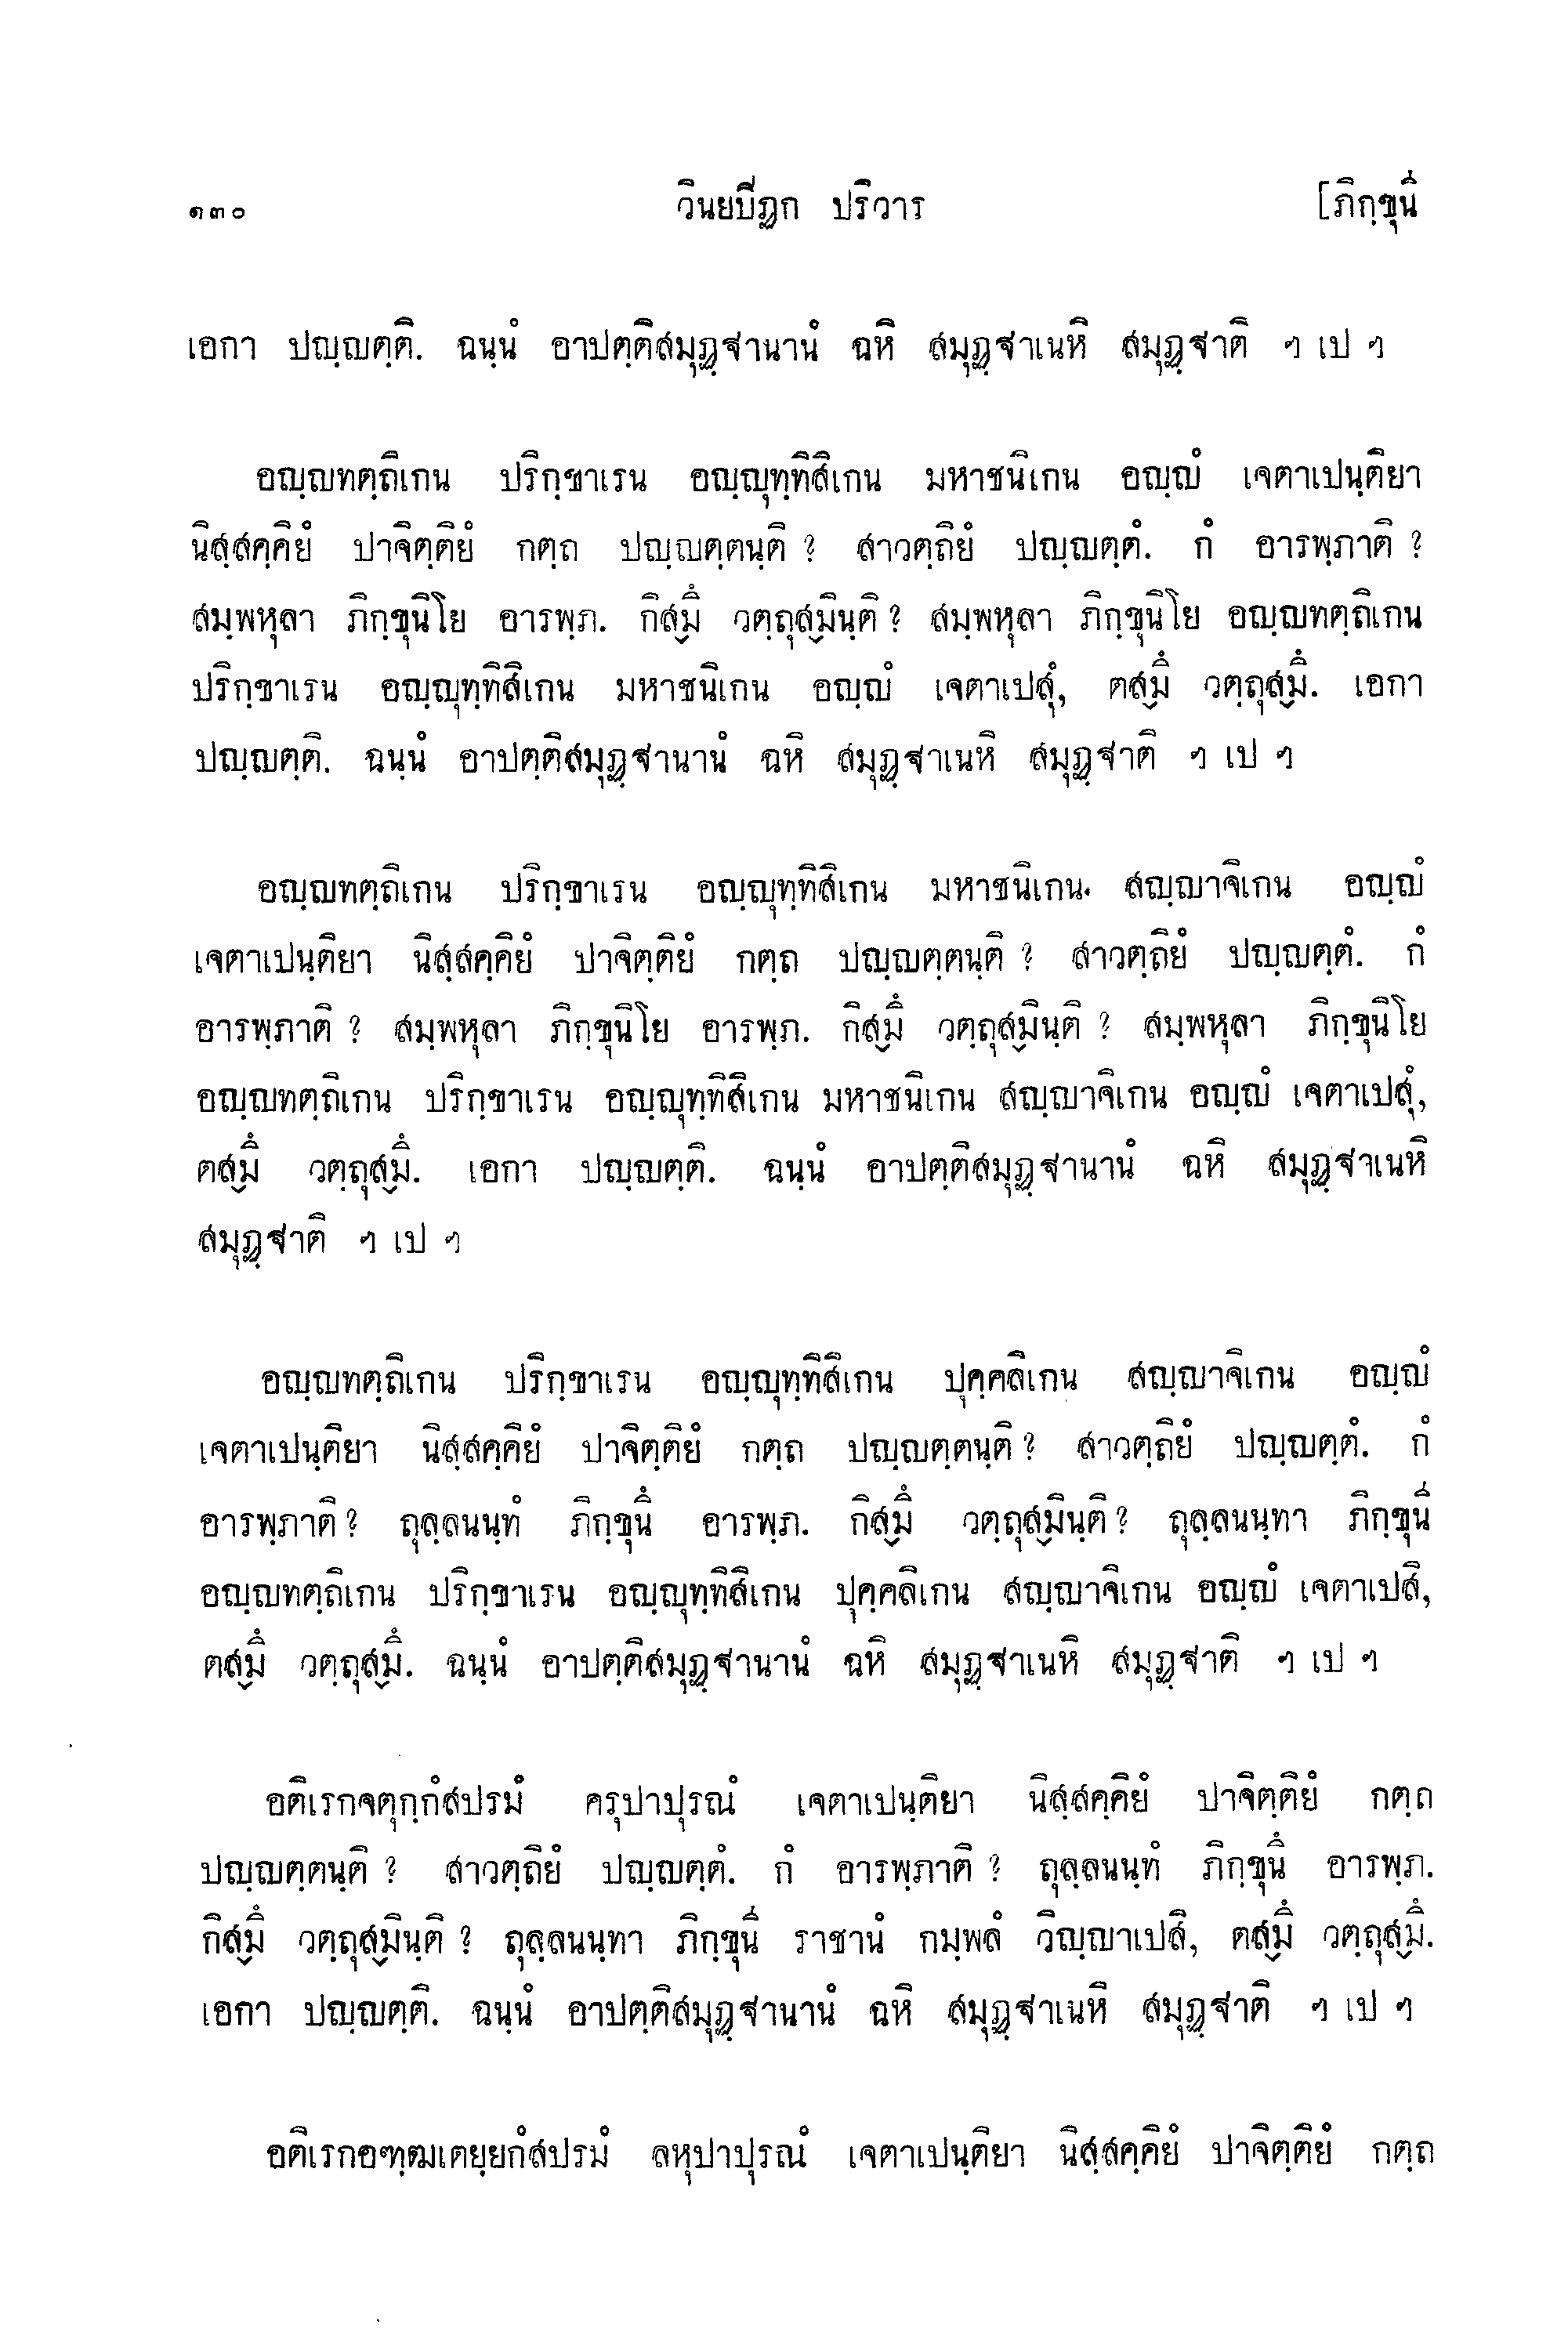 ๑๓๐ วินยปิฏก ปริวาร [ภิกฺขุนี
เอกา ปญฺญตฺติ. ฉนฺนํ อาปตฺติสมุฏฺฐานานํ ฉหิ สมุฏฺฐาเนหิ สมุฏฺฐาติ ฯ เป ฯ
อญฺญทตฺถิเกน ปริกฺขาเรน อญฺญุทฺทิสิเกน มหาชนิเกน อญฺญํ เจตาเปนฺติยา
นิสฺสคฺคิยํ ปาจิตฺติยํ กตฺถ ปญฺญตฺตนฺติ ? สาวตฺถิยํ ปญฺญตฺตํ. กํ อารพฺภาติ ?
สมฺพหุลา ภิกฺขุนิโย อารพฺภ. กิสฺมึ วตฺถุสฺมินฺติ ? สมฺพหุลา ภิกฺขุนิโย อญฺญทตฺถิเกน
ปริกฺขาเรน อญฺญุทฺทิสิเกน มหาชนิเกน อญฺญํ เจตาเปสุํ, ตสฺมึ วตฺถุสฺมึ. เอกา
ปญฺญตฺติ. ฉนฺนํ อาปตฺติสมุฏฺฐานานํ ฉหิ สมุฏฺฐาเนหิ สมุฏฺฐาติ ฯ เป ฯ
อญฺญทตฺถิเกน ปริกฺขาเรน อญฺญุทฺทิสิเกน มหาชนิเกน สญฺญาจิเกน อญฺญํ
เจตาเปนฺติยา นิสฺสคฺคิยํ ปาจิตฺติยํ กตฺถ ปญฺญตฺตนฺติ ? สาวตฺถิยํ ปญฺญตฺตํ. กํ
อารพฺภาติ ? สมฺพหุลา ภิกฺขุนิโย อารพฺภ. กิสฺมึ วตฺถุสฺมินฺติ ? สมฺพหุลา ภิกฺขุนิโย
อญฺญทตฺถิเกน ปริกฺขาเรน อญฺญุทฺทิสิเกน มหาชนิเกน สญฺญาจิเกน อญฺญํ เจตาเปสุํ,
ตสฺมึ วตฺถุสฺมึ. เอกา ปญฺญตฺติ. ฉนฺนํ อาปตฺติสมุฏฺฐานานํ ฉหิ สมุฏฺฐาเนหิ
สมุฏฺฐาติ ฯ เป ฯ
อญฺญทตฺถิเกน ปริกฺขาเรน อญฺญุทฺทิสิเกน ปุคฺคลิเกน สญฺญาจิเกน อญฺญํ
เจตาเปนฺติยา นิสฺสคฺคิยํ ปาจิตฺติยํ กตฺถ ปญฺญตฺตนฺติ ? สาวตฺถิยํ ปญฺญตฺตํ. กํ
อารพฺภาติ ? ถุลฺลนนฺทํ ภิกฺขุนึ อารพฺภ. กิสฺมึ วตฺถุสฺมินฺติ ? ถุลฺลนนฺทา ภิกฺขุนี
อญฺญทตฺถิเกน ปริกฺขาเรน อญฺญุทฺทิสิเกน ปุคฺคลิเกน สญฺญาจิเกน อญฺญํ เจตาเปสิ,
ตสฺมึ วตฺถุสฺมึ. ฉนฺนํ อาปตฺติสมุฏฺฐานานํ ฉหิ สมุฏฺฐาเนหิ สมุฏฺฐาติ ฯ เป ฯ
อติเรกจตุกฺกํสปรมํ ครุปาปุรณํ เจตาเปนฺติยา นิสฺสคฺคิยํ ปาจิตฺติยํ กตฺถ
ปญฺญตฺตนฺติ ? สาวตฺถิยํ ปญฺญตฺตํ. กํ อารพฺภาติ ? ถุลฺลนนฺทํ ภิกฺขุนึ อารพฺภ.
กิสฺมึ วตฺถุสฺมินฺติ ? ถุลฺลนนฺทา ภิกฺขุนี ราชานํ กมฺพลํ วิญฺญาเปสิ, ตสฺมึ วตฺถุสฺมึ.
เอกา ปญฺญตฺติ. ฉนฺนํ อาปตฺติสมุฏฺฐานานํ ฉหิ สมุฏฺฐาเนหิ สมุฏฺฐาติ ฯ เป ฯ
อติเรกอฑฺฒเตยฺยกํสปรมํ ลหุปาปุรณํ เจตาเปนฺติยา นิสฺสคฺคิยํ ปาจิตฺติยํ กตฺถ